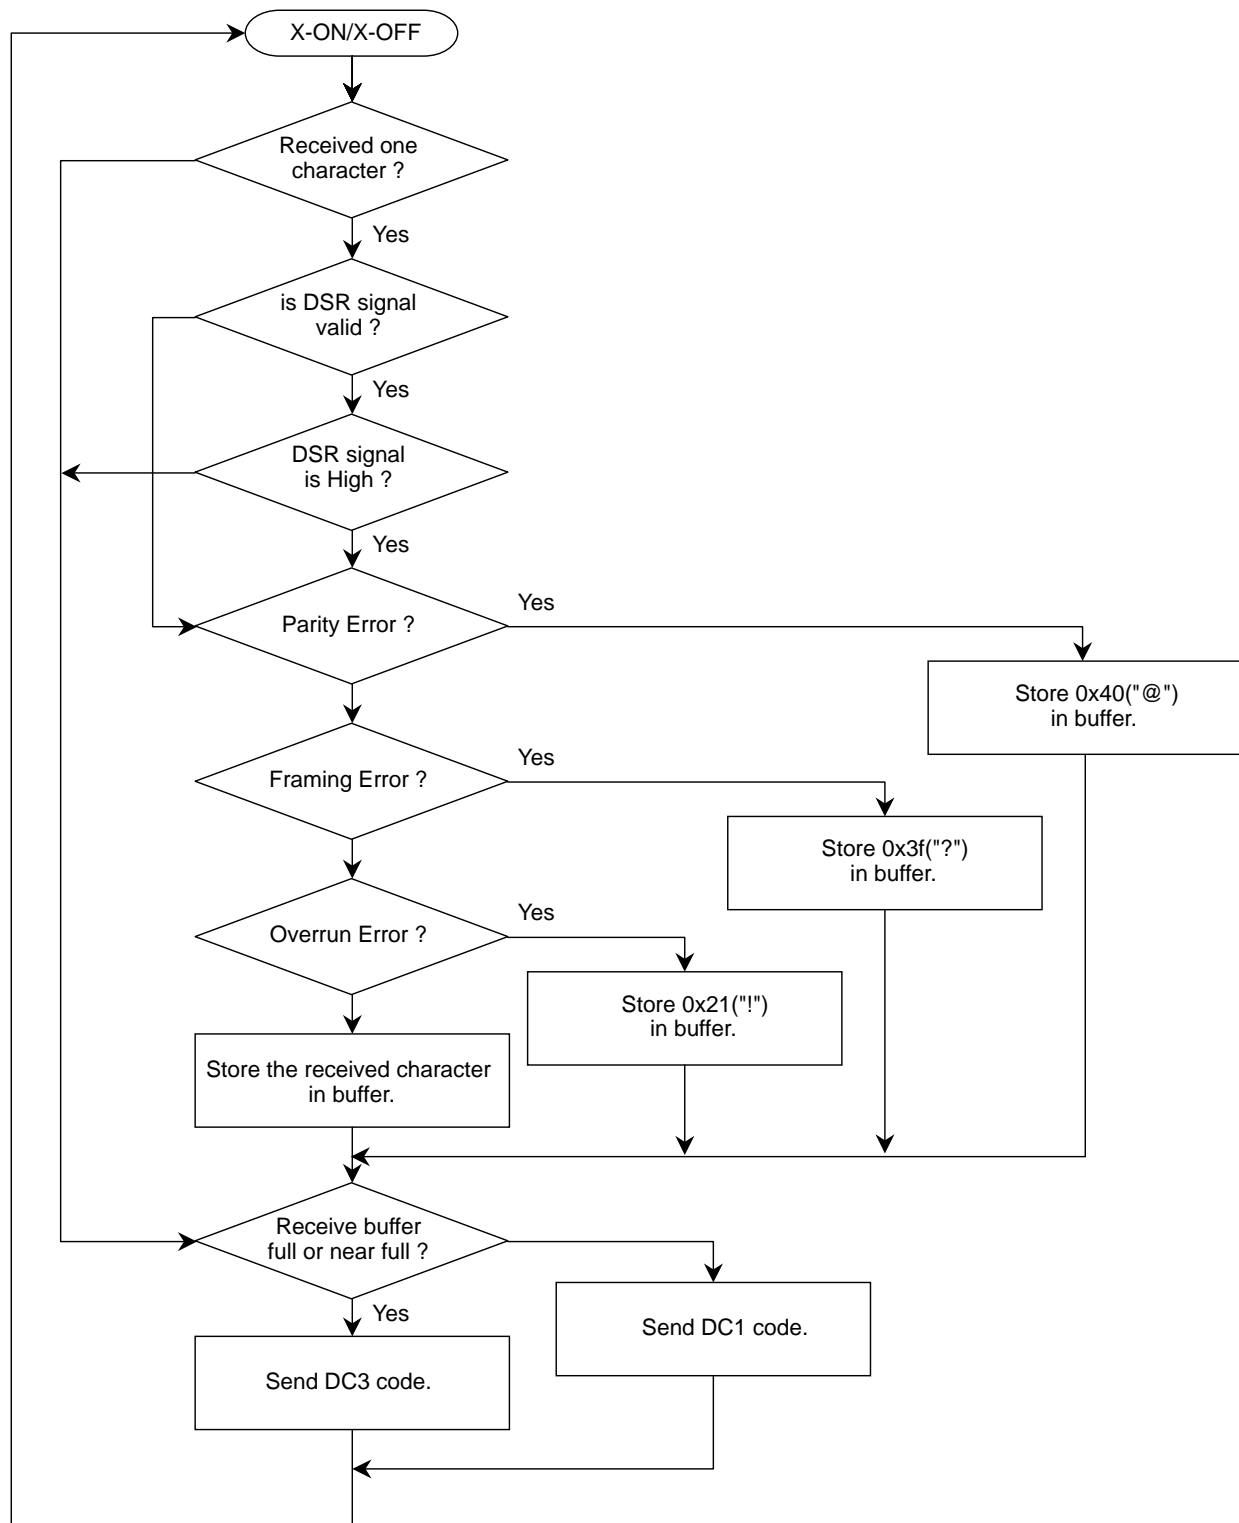 X-ON/X-OFF
Received one
character ?
Yes
is DSR signal
valid ?
Yes
DSR signal
is High ?
Yes
Parity Error ?
Yes
Store 0x40("@")
in buffer.
Framing Error ?
Yes
Store 0x3f("?")
in buffer.
Overrun Error ?
Yes
Store 0x21("!")
in buffer.
Store the received character
in buffer.
Receive buffer
full or near full ?
Yes
Send DC1 code.
Send DC3 code.